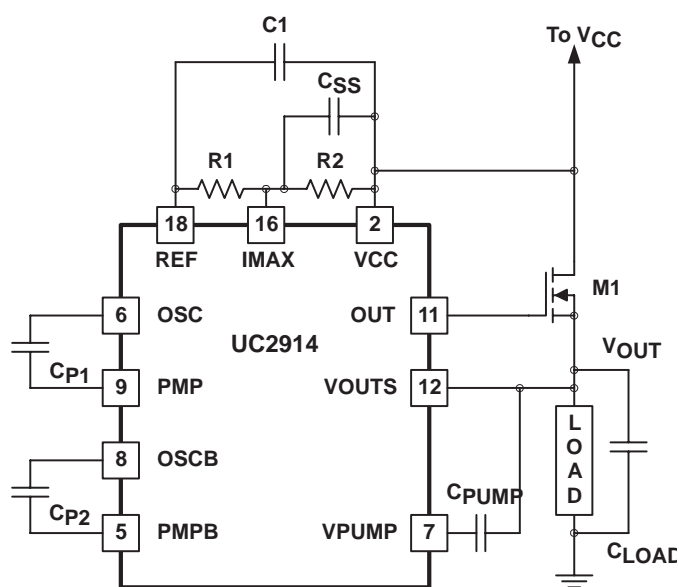 C1
To VCC
CSS
R1
R2
18
16
2
REF
IMAX
VCC
6
OSC
OUT
11
M1
UC2914
CP1
9
PMP
VOUTS
12
VOUT
8
OSCB
LOAD
CP2
5
PMPB
CPUMP
VPUMP
7
CLOAD